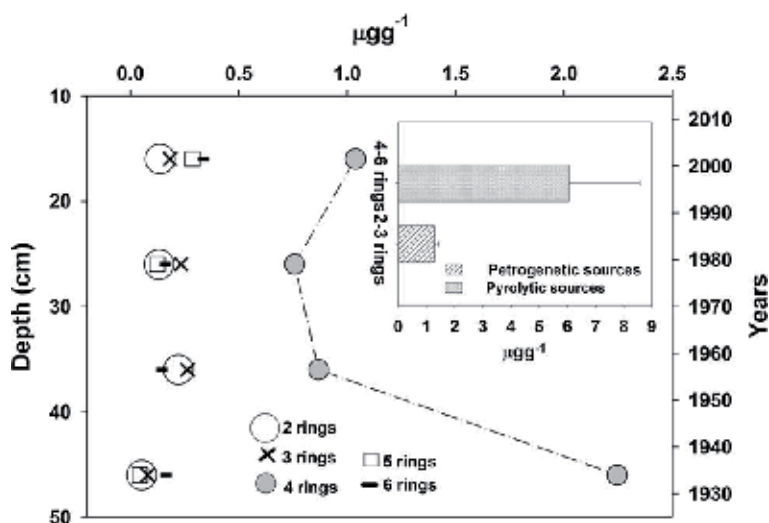 µgg-1
0.0 0.5 1.0 1.5 2.0 2.5
10
20
30
40
50
Depth (cm)
2010
2000
1990
1980
1970
1960
1950
1940
1930
Years
4-6 rings 2-3 rings
Petrogenetic sources
Pyrolytic sources
0 1 2 3 4 5 6 7 8 9
µgg-1
2 rings
3 rings
4 rings
5 rings
6 rings